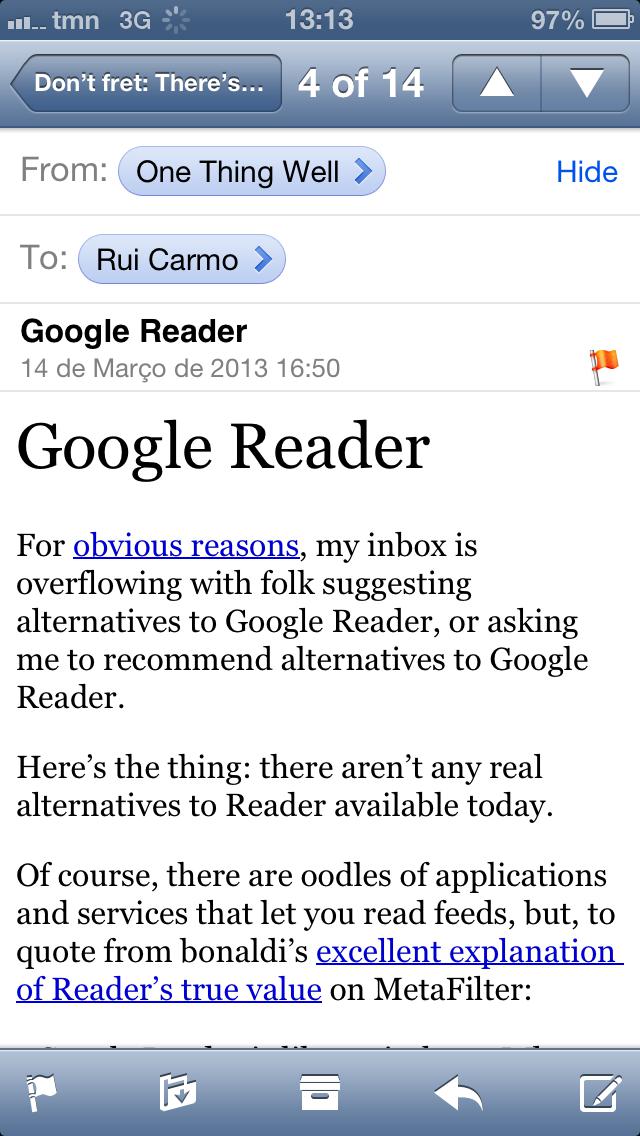 tmn 3G 13:13 97%
Don't fret: There's... 4 of 14
From: One Thing Well Hide
To: Rui Carmo
Google Reader
14 de Março de 2013 16:50
Google Reader
For obvious reasons, my inbox is
overflowing with folk suggesting
alternatives to Google Reader, or asking
me to recommend alternatives to Google
Reader.
Here's the thing: there aren't any real
alternatives to Reader available today.
Of course, there are oodles of applications
and services that let you read feeds, but, to
quote from bonaldi's excellent explanation
of Reader's true value on MetaFilter: